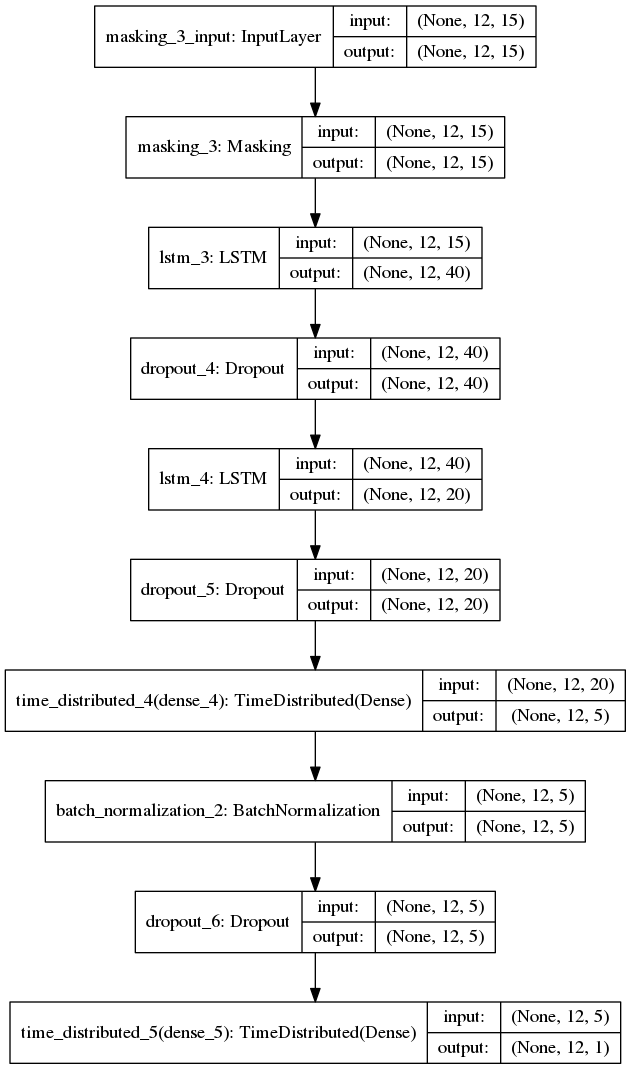 masking_3_input: InputLayer
input: (None, 12, 15)
output: (None, 12, 15)
masking_3: Masking
input: (None, 12, 15)
output: (None, 12, 15)
lstm_3: LSTM
input: (None, 12, 15)
output: (None, 12, 40)
dropout_4: Dropout
input: (None, 12, 40)
output: (None, 12, 40)
lstm_4: LSTM
input: (None, 12, 40)
output: (None, 12, 20)
dropout_5: Dropout
input: (None, 12, 20)
output: (None, 12, 20)
time_distributed_4(dense_4): TimeDistributed(Dense)
input: (None, 12, 20)
output: (None, 12, 5)
batch_normalization_2: BatchNormalization
input: (None, 12, 5)
output: (None, 12, 5)
dropout_6: Dropout
input: (None, 12, 5)
output: (None, 12, 5)
time_distributed_5(dense_5): TimeDistributed(Dense)
input: (None, 12, 5)
output: (None, 12, 1)